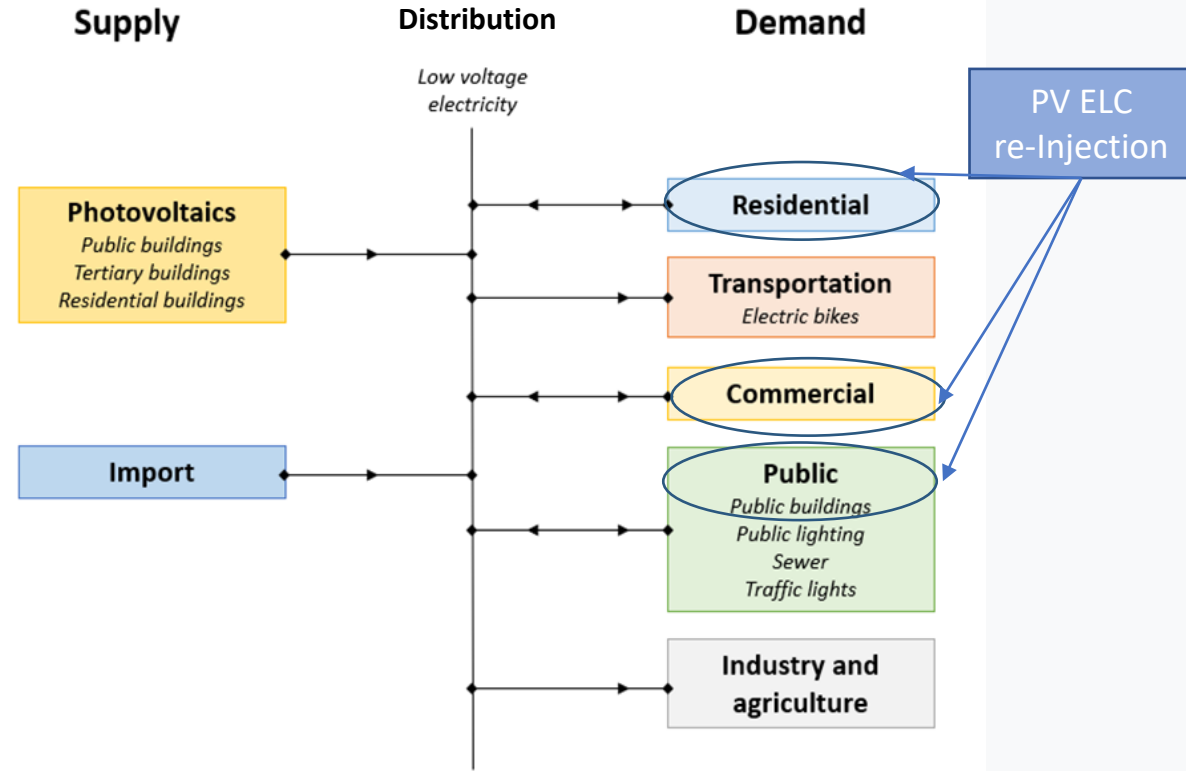 Supply
Distribution
Demand
Low voltage
electricity
PV ELC
re-Injection
Photovoltaics
Public buildings
Tertiary buildings
Residential buildings
Residential
Transportation
Electric bikes
Commercial
Import
Public
Public buildings
Public lighting
Sewer
Traffic lights
Industry and
agriculture